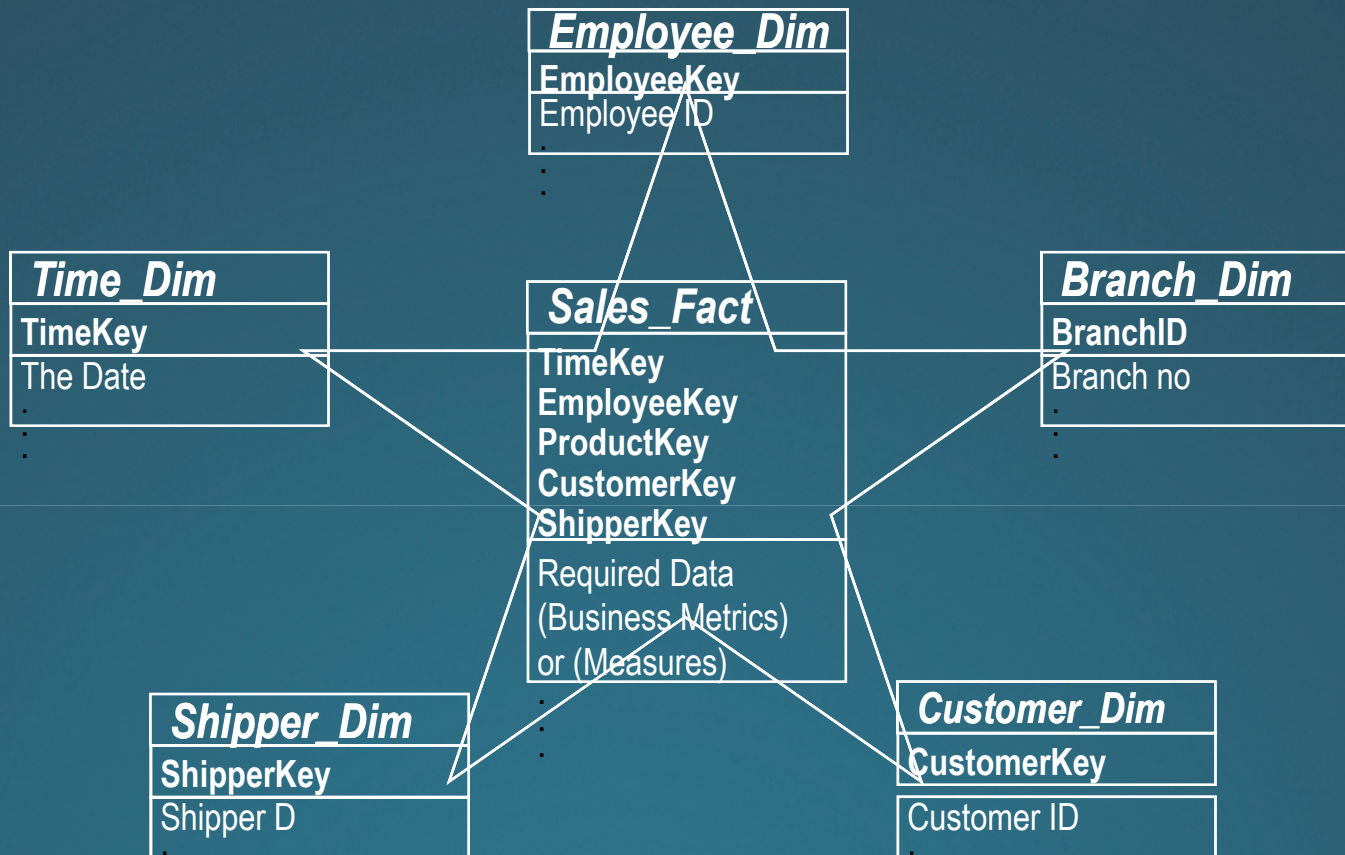 Employee_Dim
EmployeeKey
Employee ID
.
.
.
Time_Dim
TimeKey
The Date
.
.
.
Sales_Fact
TimeKey
EmployeeKey
ProductKey
CustomerKey
ShipperKey
Required Data
(Business Metrics)
or (Measures)
.
.
.
Branch_Dim
BranchID
Branch no
.
.
.
Shipper_Dim
ShipperKey
Shipper D
.
Customer_Dim
CustomerKey
Customer ID
.